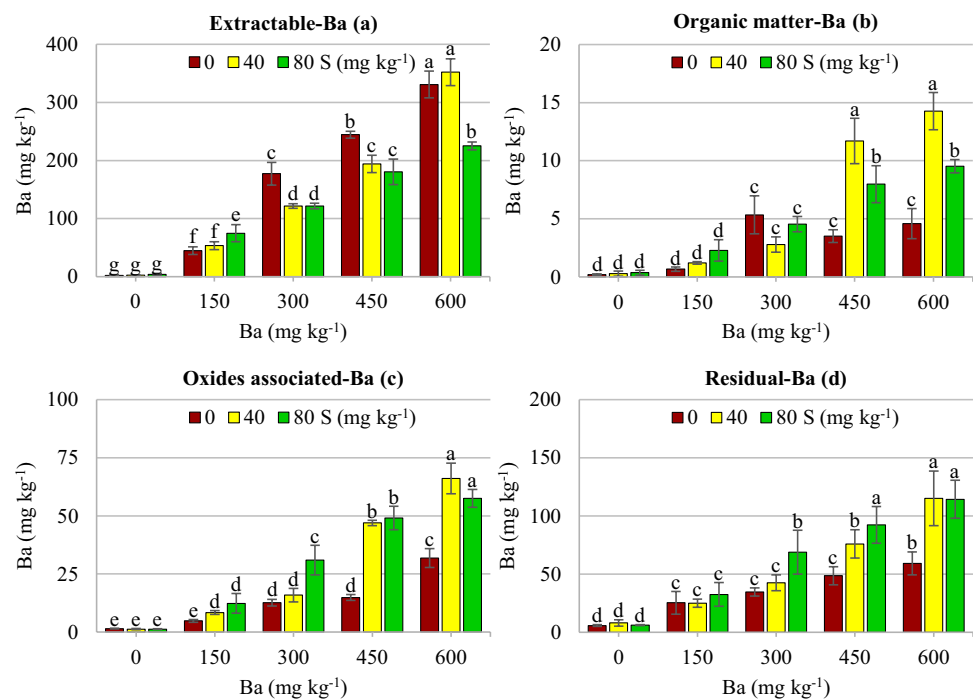 Extractable-Ba (a)
0 40 80 S (mg kg⁻¹)
Ba (mg kg⁻¹)
400
300
200
100
0
g g g f f e c d d b c c a a b
0 150 300 450 600
Ba (mg kg⁻¹)
Organic matter-Ba (b)
0 40 80 S (mg kg⁻¹)
Ba (mg kg⁻¹)
20
15
10
5
0
d d d d d d c c c c a b c a b
0 150 300 450 600
Ba (mg kg⁻¹)
Oxides associated-Ba (c)
0 40 80 S (mg kg⁻¹)
Ba (mg kg⁻¹)
100
75
50
25
0
e e e e d d d d c d b b c a a
0 150 300 450 600
Ba (mg kg⁻¹)
Residual-Ba (d)
0 40 80 S (mg kg⁻¹)
Ba (mg kg⁻¹)
200
150
100
50
0
d d d c c c c c b c b a b a a
0 150 300 450 600
Ba (mg kg⁻¹)